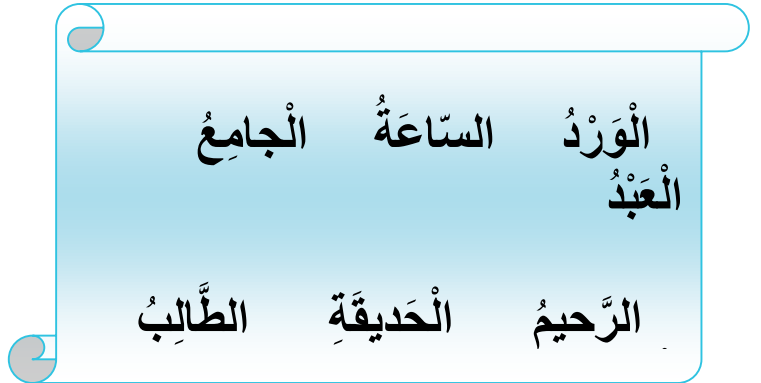 الْوَرْدُ السّاعَةُ الْجامِعُ
الْعَبْدُ
الرَّحيمُ الْحَديقَةِ الطَّالِبُ